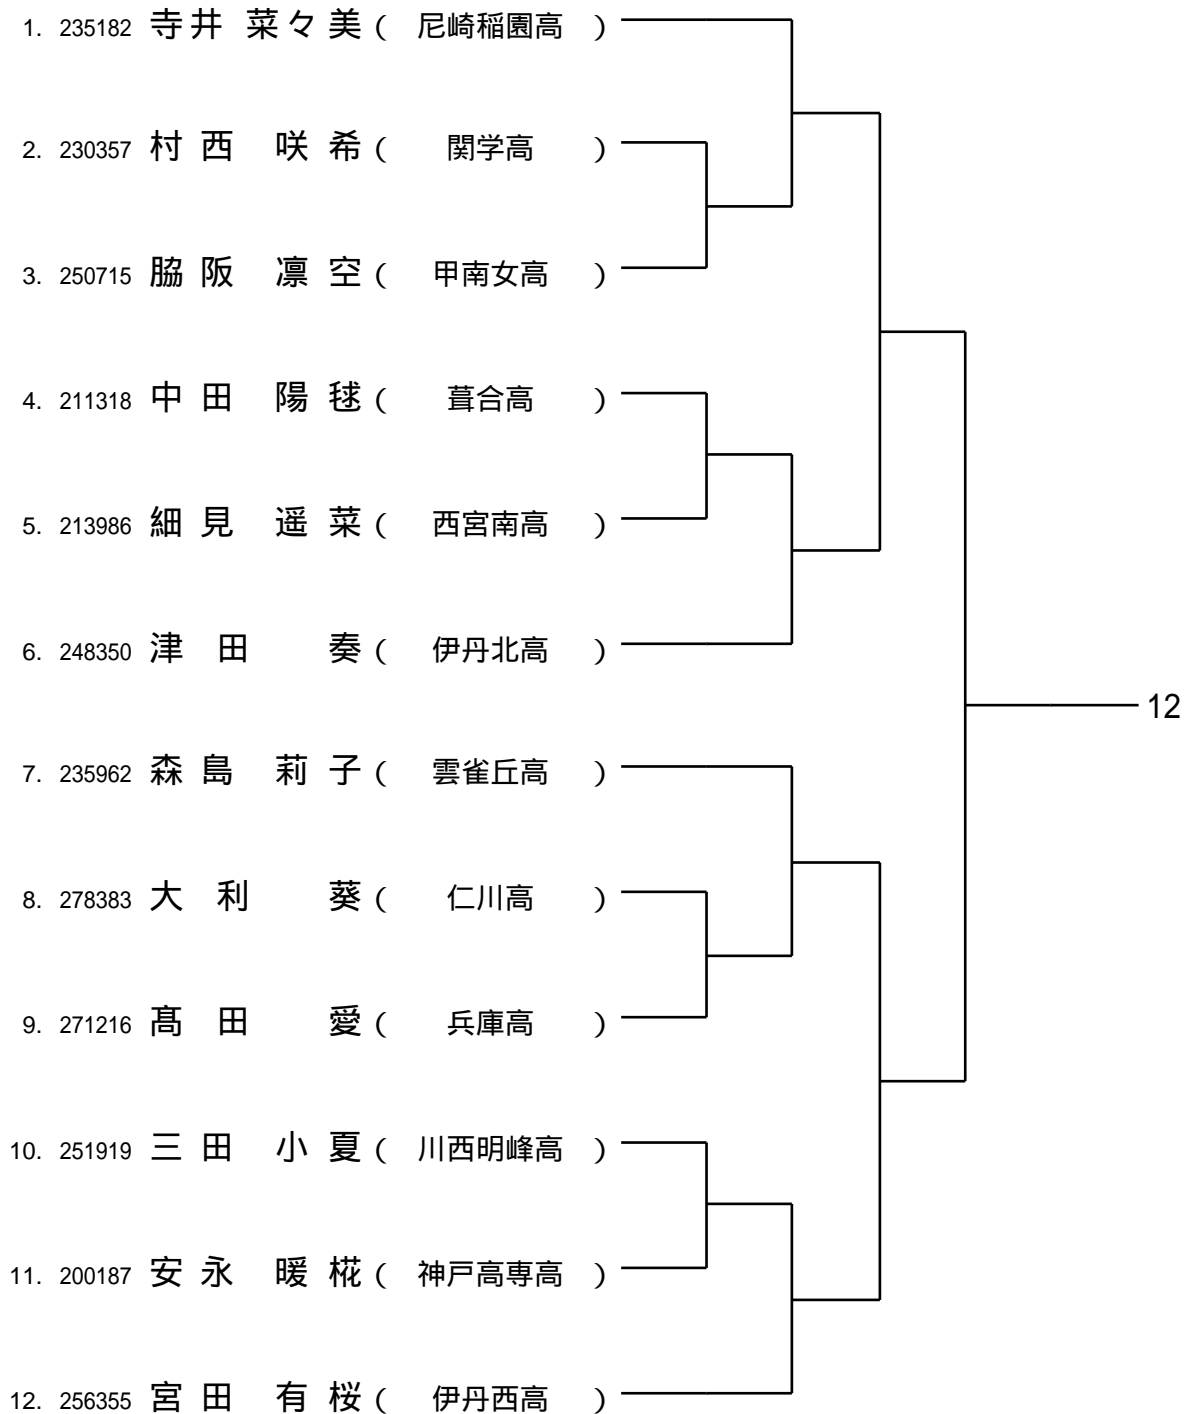 1. 235182 寺井 菜々美 ( 尼崎稲園高 )
2. 230357 村西 咲希 ( 関学高 )
3. 250715 脇阪 凛空 ( 甲南女高 )
4. 211318 中田 陽毬 ( 葺合高 )
5. 213986 細見 遥菜 ( 西宮南高 )
6. 248350 津田 奏 ( 伊丹北高 )
12
7. 235962 森島 莉子 ( 雲雀丘高 )
8. 278383 大利 葵 ( 仁川高 )
9. 271216 髙田 愛 ( 兵庫高 )
10. 251919 三田 小夏 ( 川西明峰高 )
11. 200187 安永 暖椛 ( 神戸高専高 )
12. 256355 宮田 有桜 ( 伊丹西高 )